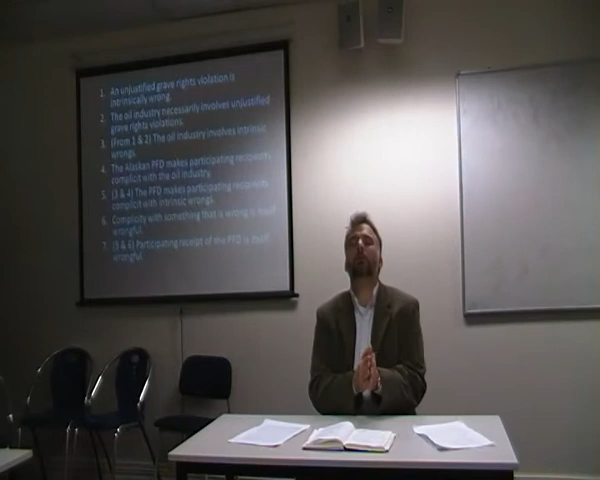 1. An unjustified grave rights violation is
intrinsically wrong.
2. The oil industry necessarily involves unjustified
grave rights violations.
3. (From 1 & 2) The oil industry involves intrinsic
wrongs.
4. The Alaskan PFD makes participating recipients
complicit with the oil industry.
5. (3 & 4) The PFD makes participating recipients
complicit with intrinsic wrongs.
6. Complicity with something that is wrong is itself
wrongful.
7. (5 & 6) Participating receipt of the PFD is itself
wrongful.